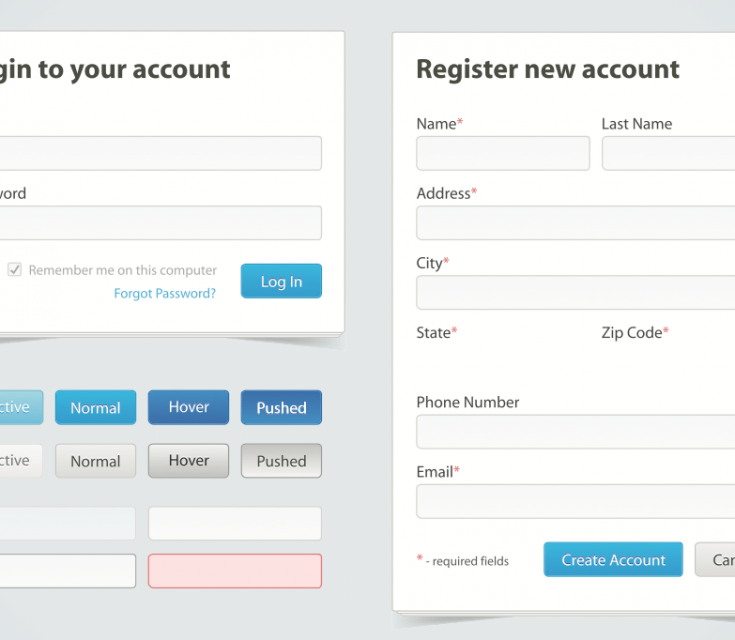 gin to your account
word
Remember me on this computer
Forgot Password?
Log In
ctive
Normal
Hover
Pushed
ctive
Normal
Hover
Pushed
Register new account
Name*
Last Name
Address*
City*
State*
Zip Code*
Phone Number
Email*
* - required fields
Create Account
Can